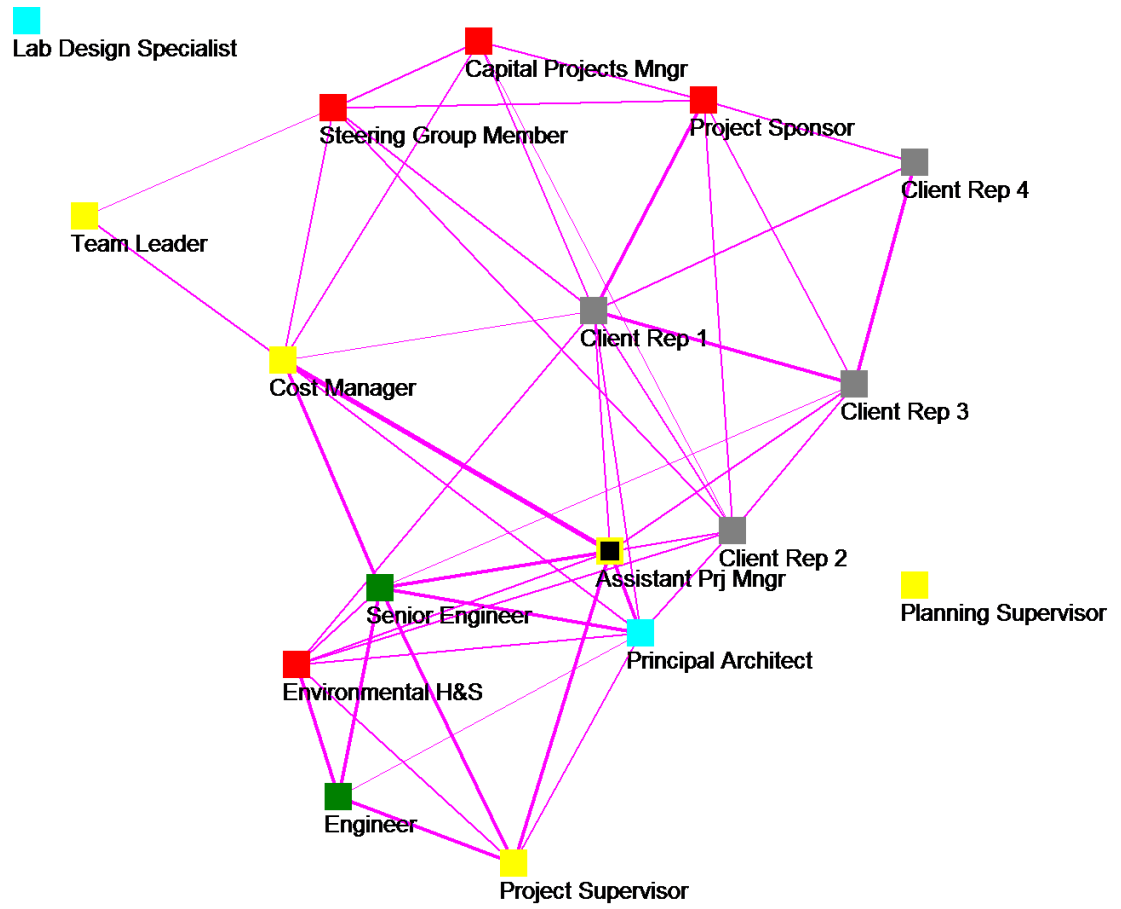 Lab Design Specialist
Capital Projects Mngr
Steering Group Member
Project Sponsor
Client Rep 4
Team Leader
Client Rep 1
Cost Manager
Client Rep 3
Client Rep 2
Assistant Prj Mngr
Senior Engineer
Planning Supervisor
Principal Architect
Environmental H&S
Engineer
Project Supervisor